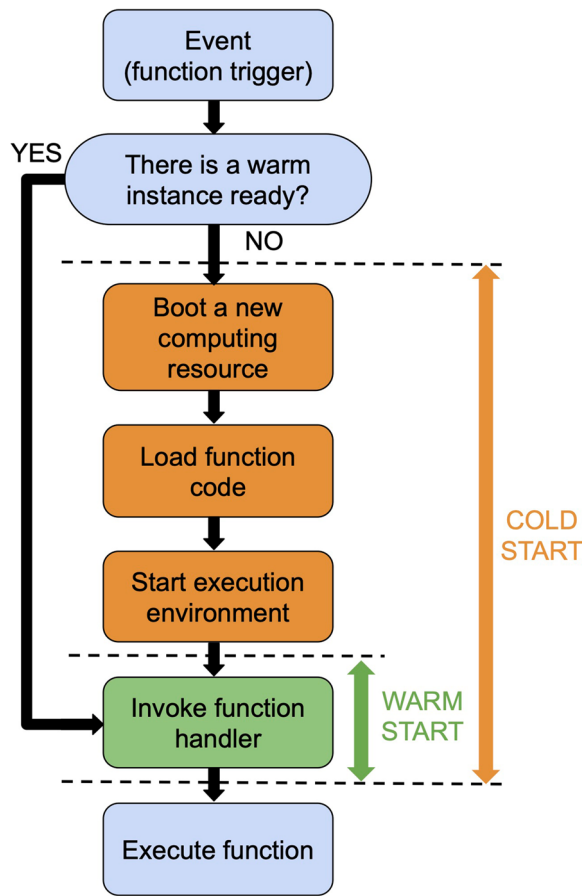 Event
(function trigger)
YES
There is a warm
instance ready?
NO
Boot a new
computing
resource
Load function
code
COLD
START
Start execution
environment
Invoke function
handler
WARM
START
Execute function